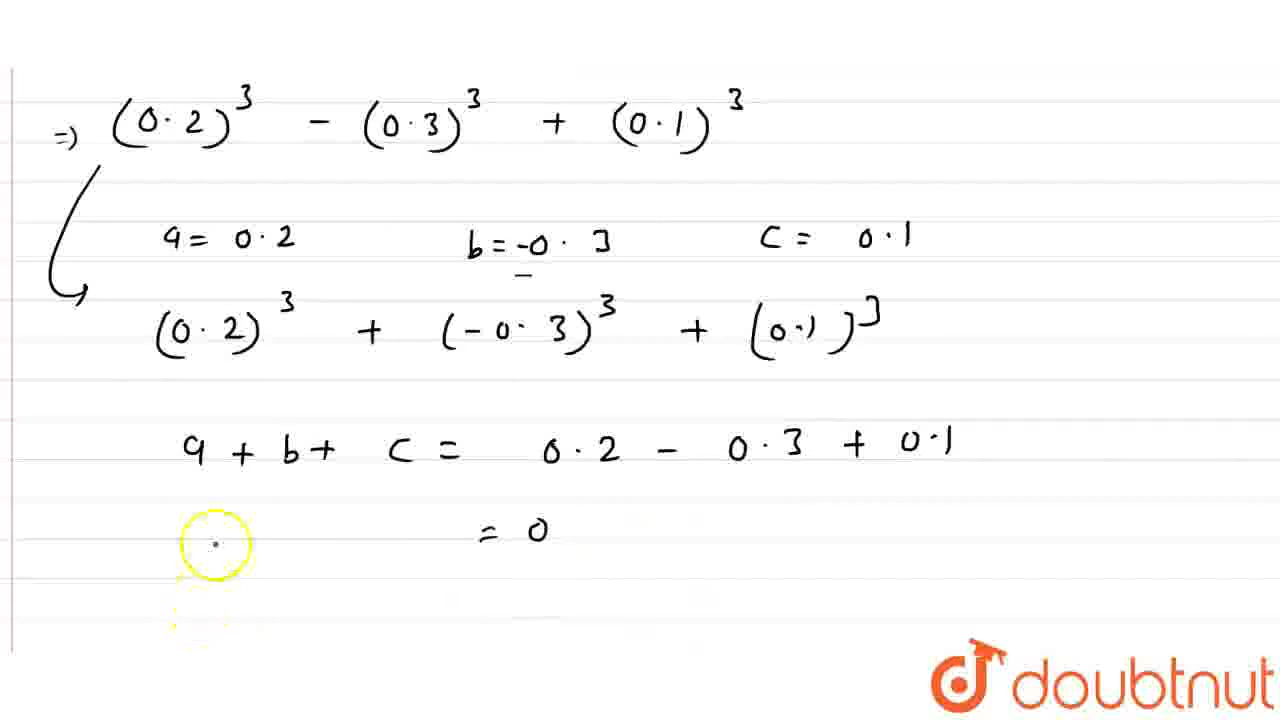 => (0.2)³ - (0.3)³ + (0.1)³
a = 0.2 b = -0.3 c = 0.1
(0.2)³ + (-0.3)³ + (0.1)³
a + b + c = 0.2 - 0.3 + 0.1
= 0
doubtnut